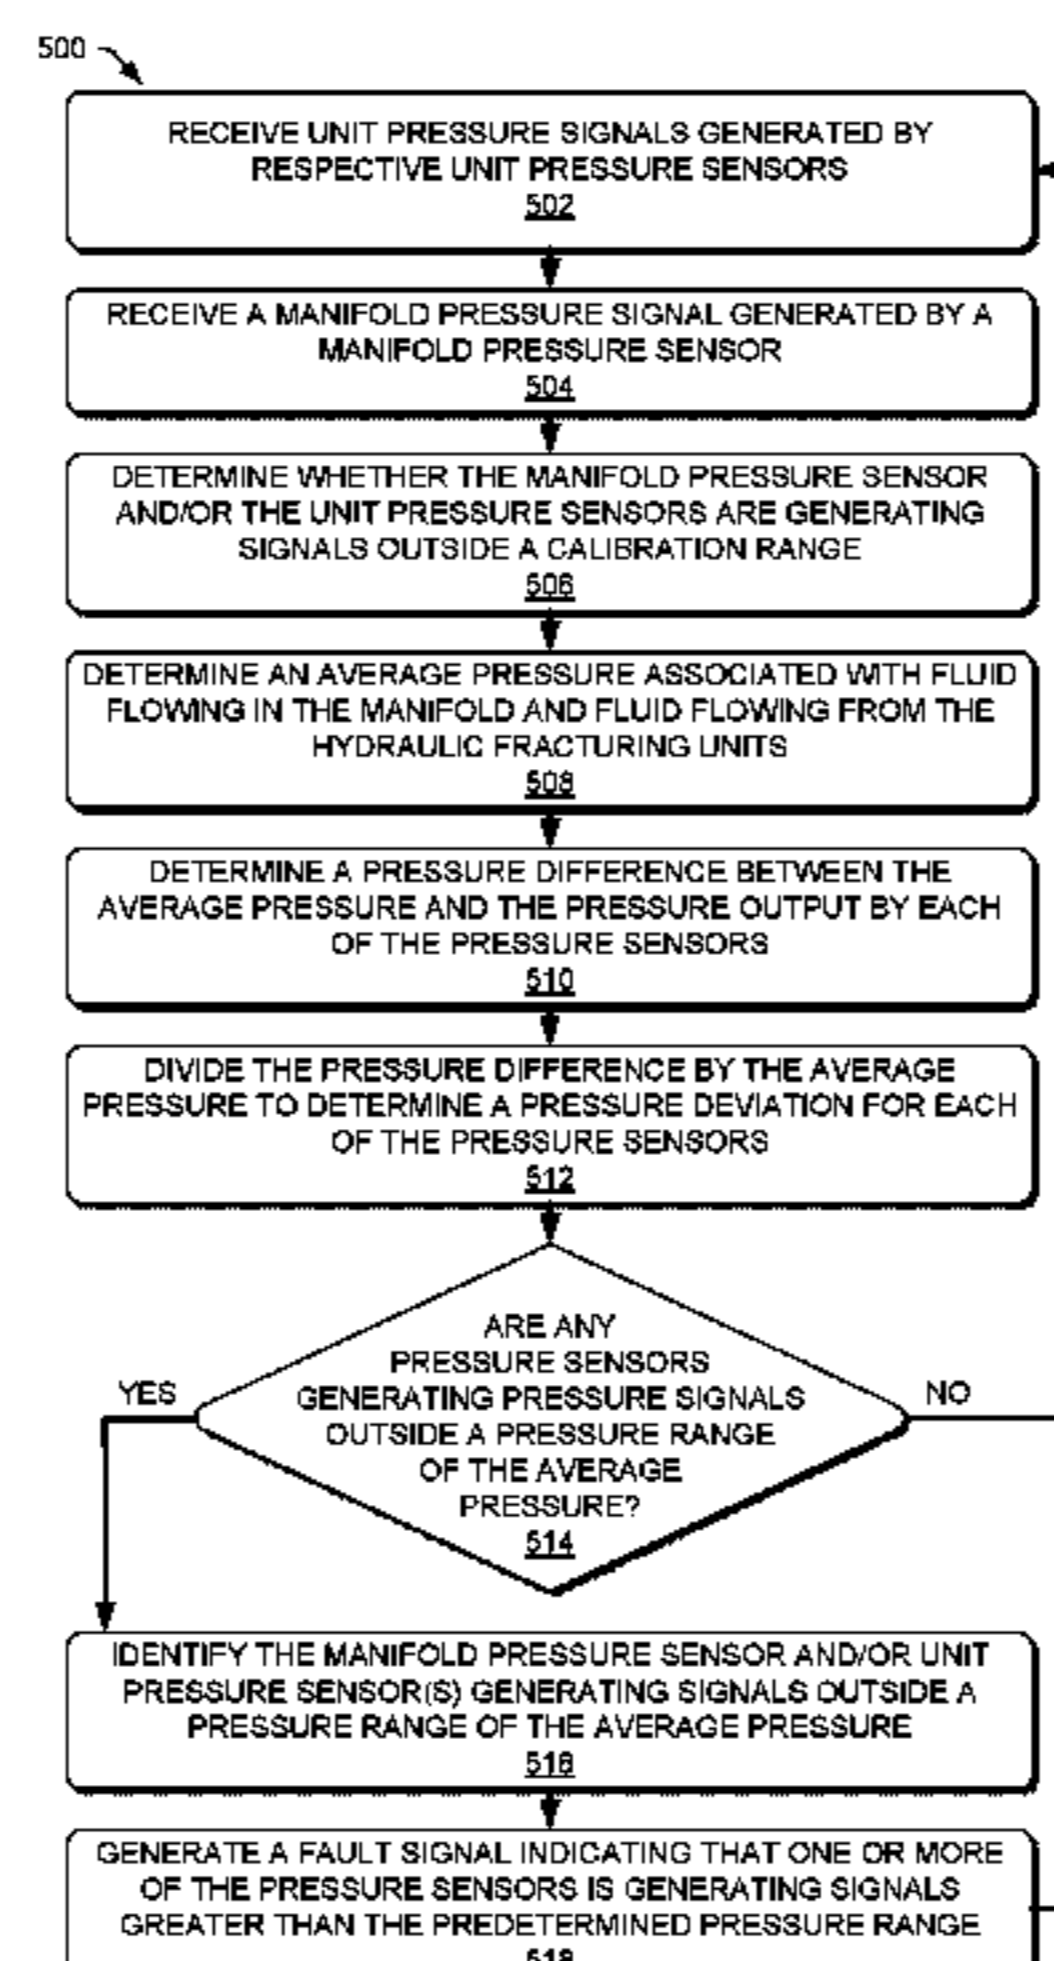 500
RECEIVE UNIT PRESSURE SIGNALS GENERATED BY
RESPECTIVE UNIT PRESSURE SENSORS
502
RECEIVE A MANIFOLD PRESSURE SIGNAL GENERATED BY A
MANIFOLD PRESSURE SENSOR
504
DETERMINE WHETHER THE MANIFOLD PRESSURE SENSOR
AND/OR THE UNIT PRESSURE SENSORS ARE GENERATING
SIGNALS OUTSIDE A CALIBRATION RANGE
506
DETERMINE AN AVERAGE PRESSURE ASSOCIATED WITH FLUID
FLOWING IN THE MANIFOLD AND FLUID FLOWING FROM THE
HYDRAULIC FRACTURING UNITS
508
DETERMINE A PRESSURE DIFFERENCE BETWEEN THE
AVERAGE PRESSURE AND THE PRESSURE OUTPUT BY EACH
OF THE PRESSURE SENSORS
510
DIVIDE THE PRESSURE DIFFERENCE BY THE AVERAGE
PRESSURE TO DETERMINE A PRESSURE DEVIATION FOR EACH
OF THE PRESSURE SENSORS
512
ARE ANY
PRESSURE SENSORS
GENERATING PRESSURE SIGNALS
OUTSIDE A PRESSURE RANGE
OF THE AVERAGE
PRESSURE?
514
YES
NO
IDENTIFY THE MANIFOLD PRESSURE SENSOR AND/OR UNIT
PRESSURE SENSOR(S) GENERATING SIGNALS OUTSIDE A
PRESSURE RANGE OF THE AVERAGE PRESSURE
516
GENERATE A FAULT SIGNAL INDICATING THAT ONE OR MORE
OF THE PRESSURE SENSORS IS GENERATING SIGNALS
GREATER THAN THE PREDETERMINED PRESSURE RANGE
518